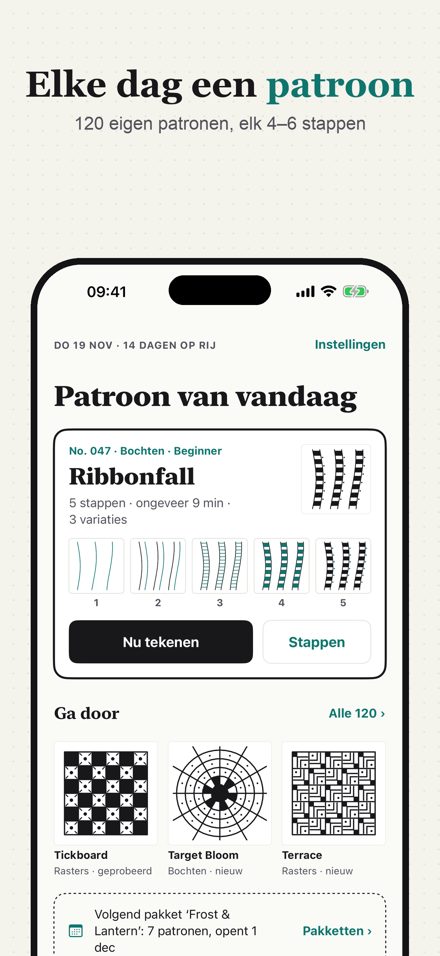 Elke dag een patroon
120 eigen patronen, elk 4–6 stappen
09:41
DO 19 NOV · 14 DAGEN OP RIJ
Instellingen
Patroon van vandaag
No. 047 · Bochten · Beginner
Ribbonfall
5 stappen · ongeveer 9 min ·
3 variaties
1 2 3 4 5
Nu tekenen
Stappen
Ga door
Alle 120 ›
Tickboard
Rasters · geprobeerd
Target Bloom
Bochten · nieuw
Terrace
Rasters · nieuw
Volgend pakket ‘Frost &
Lantern’: 7 patronen, opent 1
dec
Pakketten ›